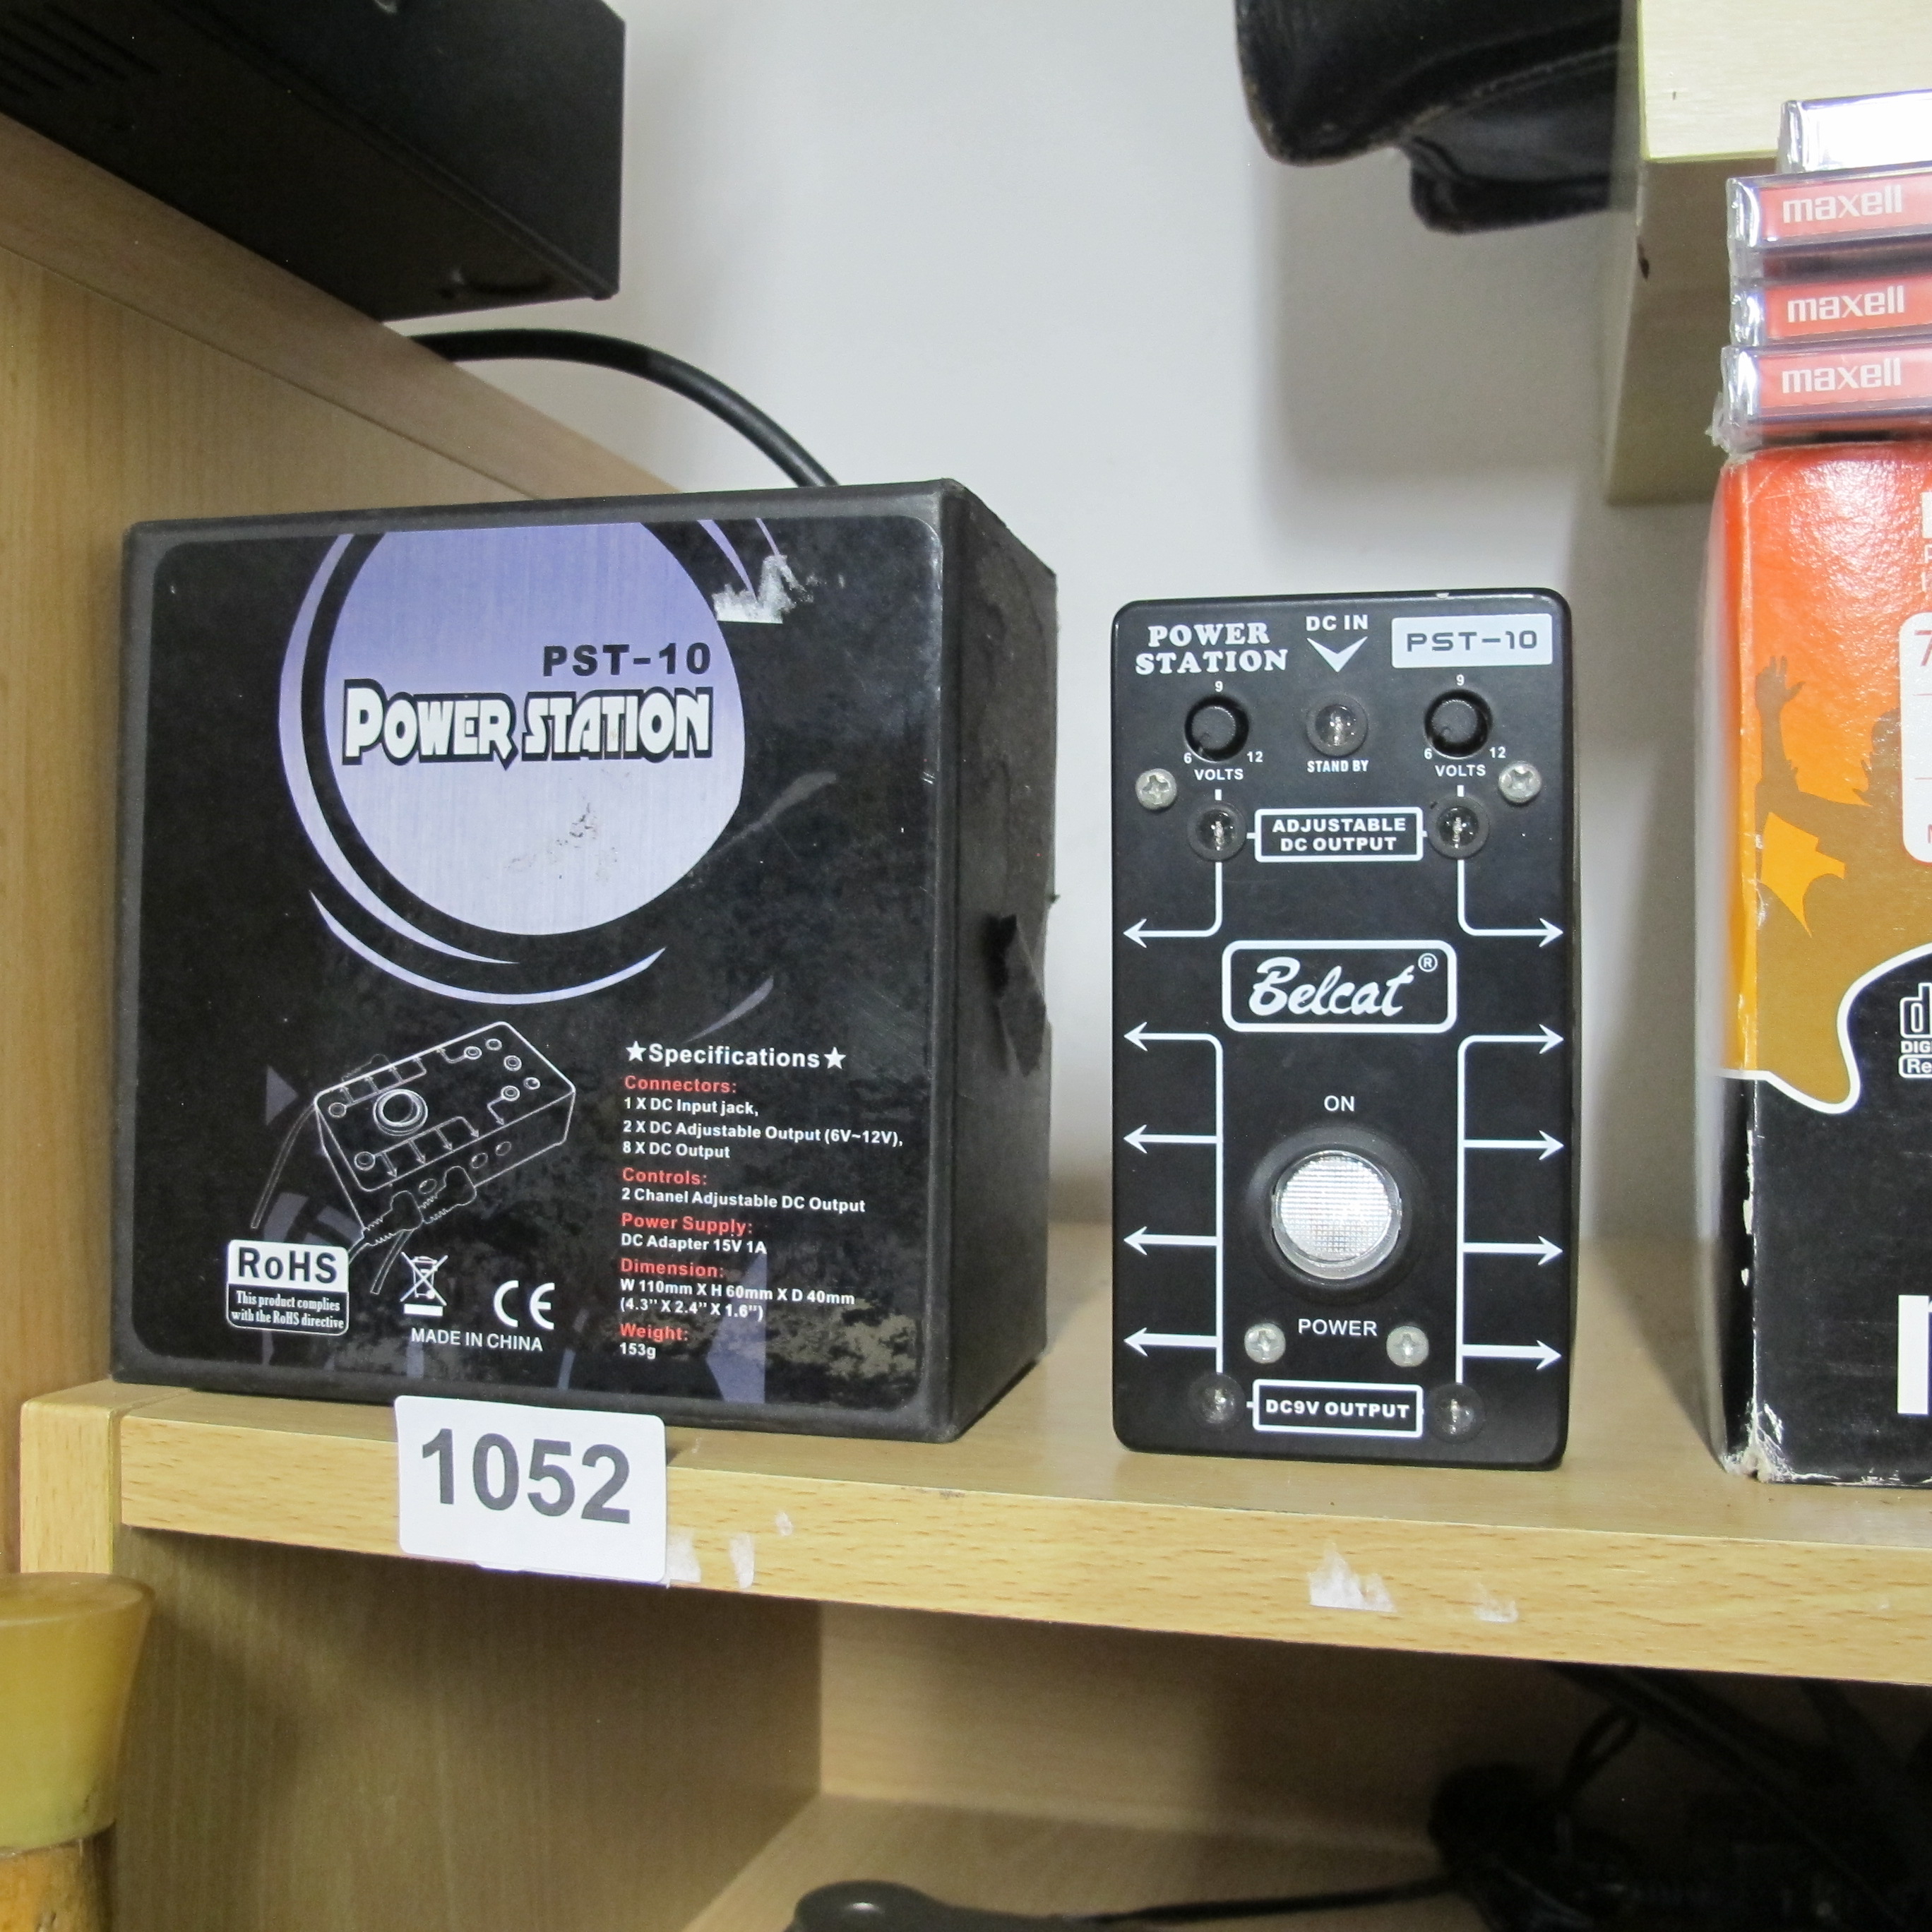 PST-10
POWER STATION
★Specifications★
Connectors:
1 X DC Input jack,
2 X DC Adjustable Output (6V~12V),
8 X DC Output
Controls:
2 Chanel Adjustable DC Output
Power Supply:
DC Adapter 15V 1A
Dimension:
W 110mm X H 60mm X D 40mm
(4.3" X 2.4" X 1.6")
Weight:
153g
RoHS
This product complies
with the RoHS directive
CE
MADE IN CHINA
1052
POWER
STATION
DC IN
PST-10
9
6 12
VOLTS
STAND BY
9
6 12
VOLTS
ADJUSTABLE
DC OUTPUT
Belcat®
ON
POWER
DC9V OUTPUT
maxell
maxell
maxell